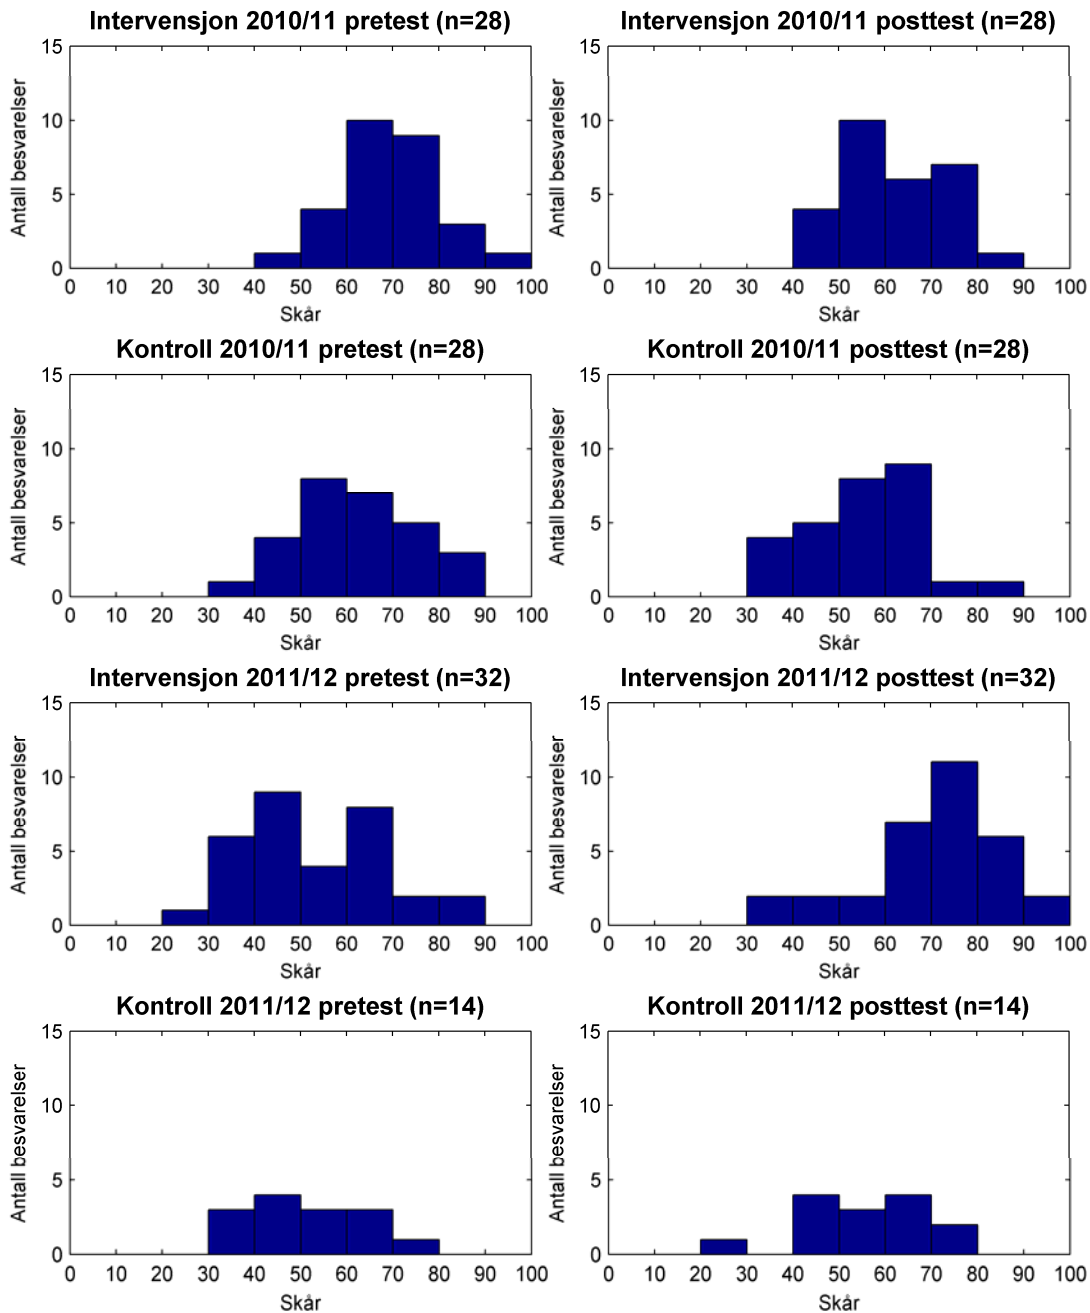 Intervensjon 2010/11 pretest (n=28)
15
10
5
0
Antall besvarelser
0 10 20 30 40 50 60 70 80 90 100
Skår
Intervensjon 2010/11 posttest (n=28)
15
10
5
0
Antall besvarelser
0 10 20 30 40 50 60 70 80 90 100
Skår
Kontroll 2010/11 pretest (n=28)
15
10
5
0
Antall besvarelser
0 10 20 30 40 50 60 70 80 90 100
Skår
Kontroll 2010/11 posttest (n=28)
15
10
5
0
Antall besvarelser
0 10 20 30 40 50 60 70 80 90 100
Skår
Intervensjon 2011/12 pretest (n=32)
15
10
5
0
Antall besvarelser
0 10 20 30 40 50 60 70 80 90 100
Skår
Intervensjon 2011/12 posttest (n=32)
15
10
5
0
Antall besvarelser
0 10 20 30 40 50 60 70 80 90 100
Skår
Kontroll 2011/12 pretest (n=14)
15
10
5
0
Antall besvarelser
0 10 20 30 40 50 60 70 80 90 100
Skår
Kontroll 2011/12 posttest (n=14)
15
10
5
0
Antall besvarelser
0 10 20 30 40 50 60 70 80 90 100
Skår